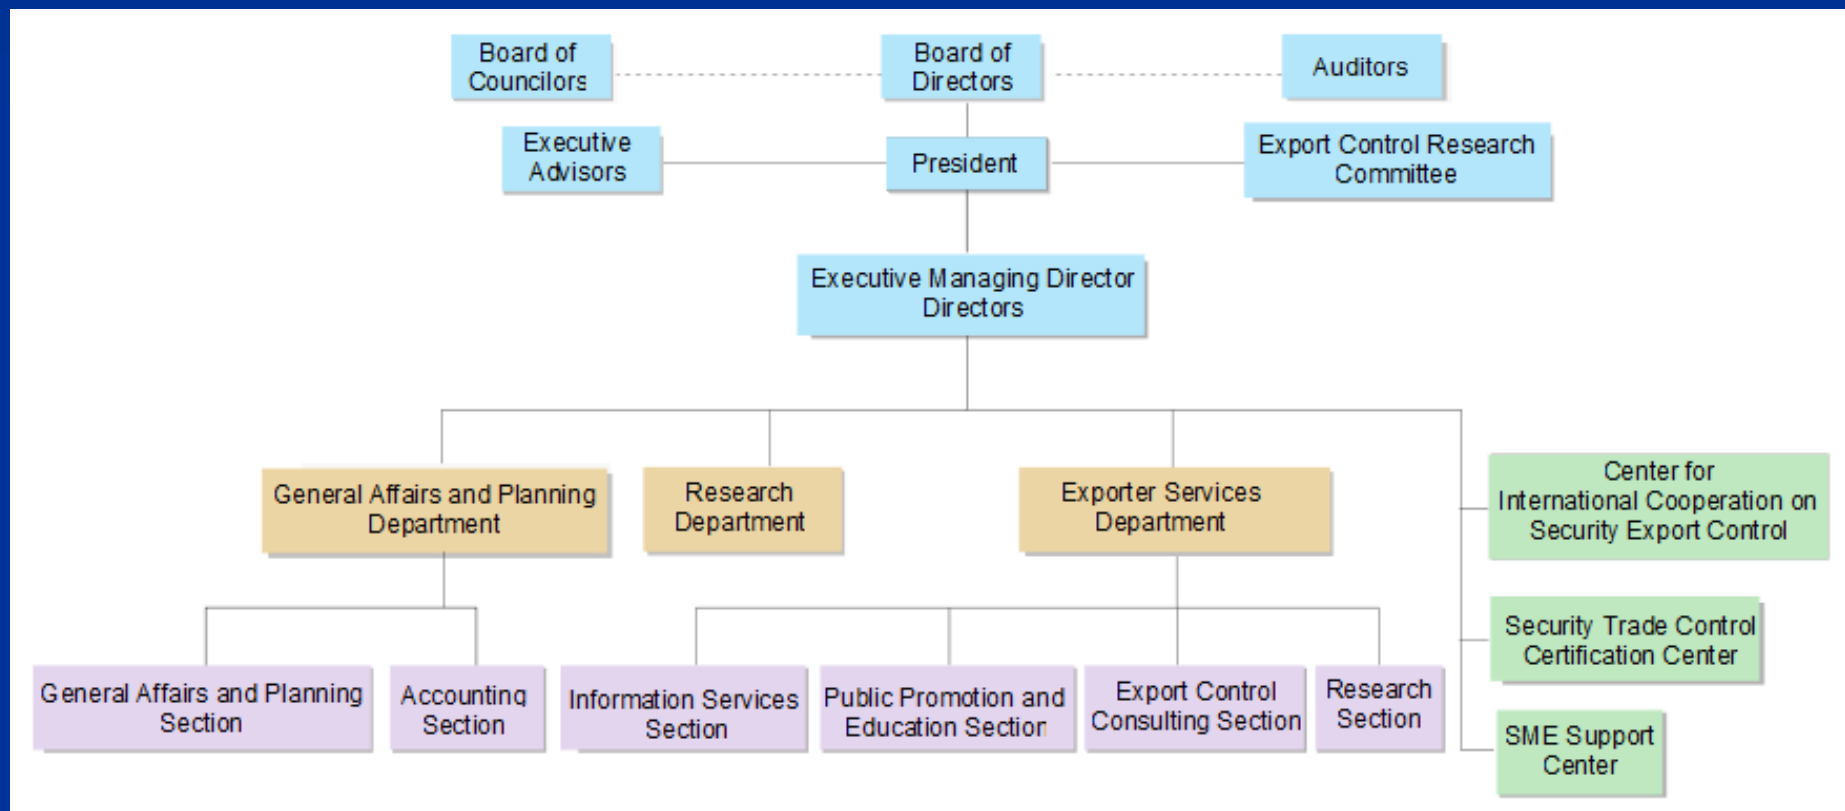 Board of
Councilors
Board of
Directors
Auditors
Executive
Advisors
President
Export Control Research
Committee
Executive Managing Director
Directors
General Affairs and Planning
Department
Research
Department
Exporter Services
Department
Center for
International Cooperation on
Security Export Control
Security Trade Control
Certification Center
SME Support
Center
General Affairs and Planning
Section
Accounting
Section
Information Services
Section
Public Promotion and
Education Section
Export Control
Consulting Section
Research
Section